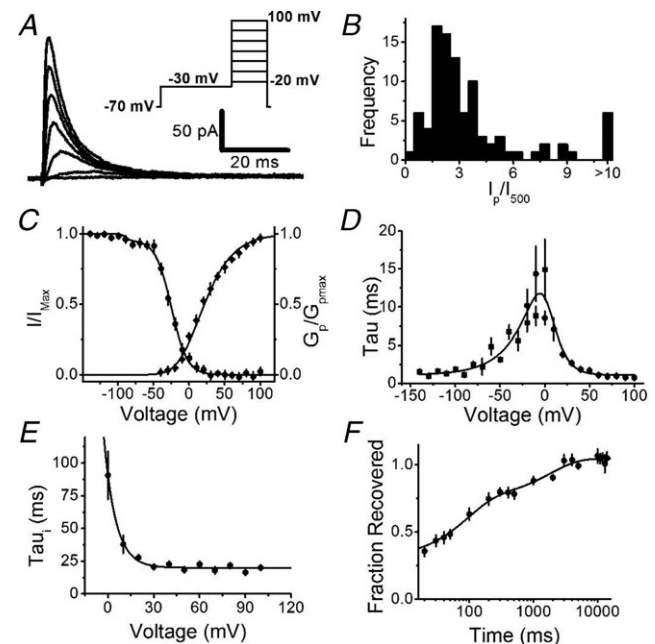 A
100 mV
-30 mV
-20 mV
-70 mV
50 pA
20 ms
B
Frequency
15
10
5
0
0 3 6 9 >10
Ip/I500
C
I/IMax
1.0
0.5
0.0
Gp/Gpmax
1.0
0.5
0.0
-100 -50 0 50 100
Voltage (mV)
D
Tau (ms)
20
15
10
5
0
-150 -100 -50 0 50 100
Voltage (mV)
E
Taui (ms)
100
75
50
25
0 30 60 90 120
Voltage (mV)
F
Fraction Recovered
1.0
0.5
0.0
100 1000 10000
Time (ms)